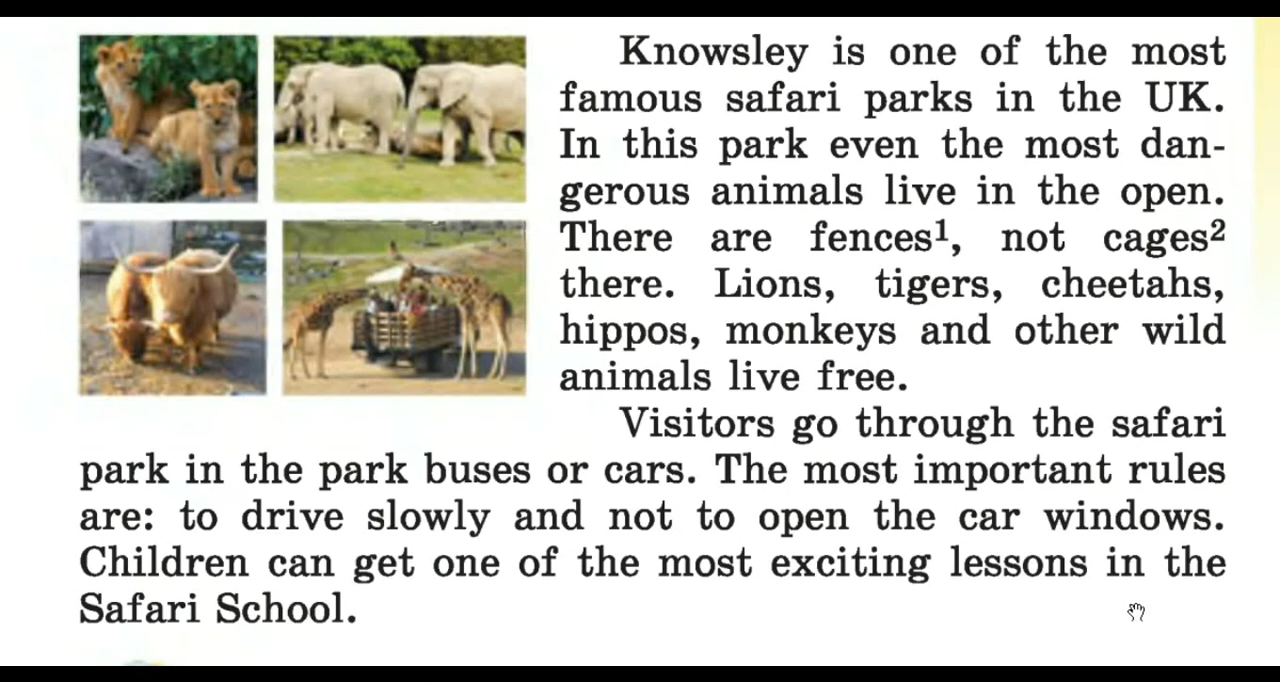 Knowsley is one of the most
famous safari parks in the UK.
In this park even the most dan-
gerous animals live in the open.
There are fences¹, not cages²
there. Lions, tigers, cheetahs,
hippos, monkeys and other wild
animals live free.
Visitors go through the safari
park in the park buses or cars. The most important rules
are: to drive slowly and not to open the car windows.
Children can get one of the most exciting lessons in the
Safari School.